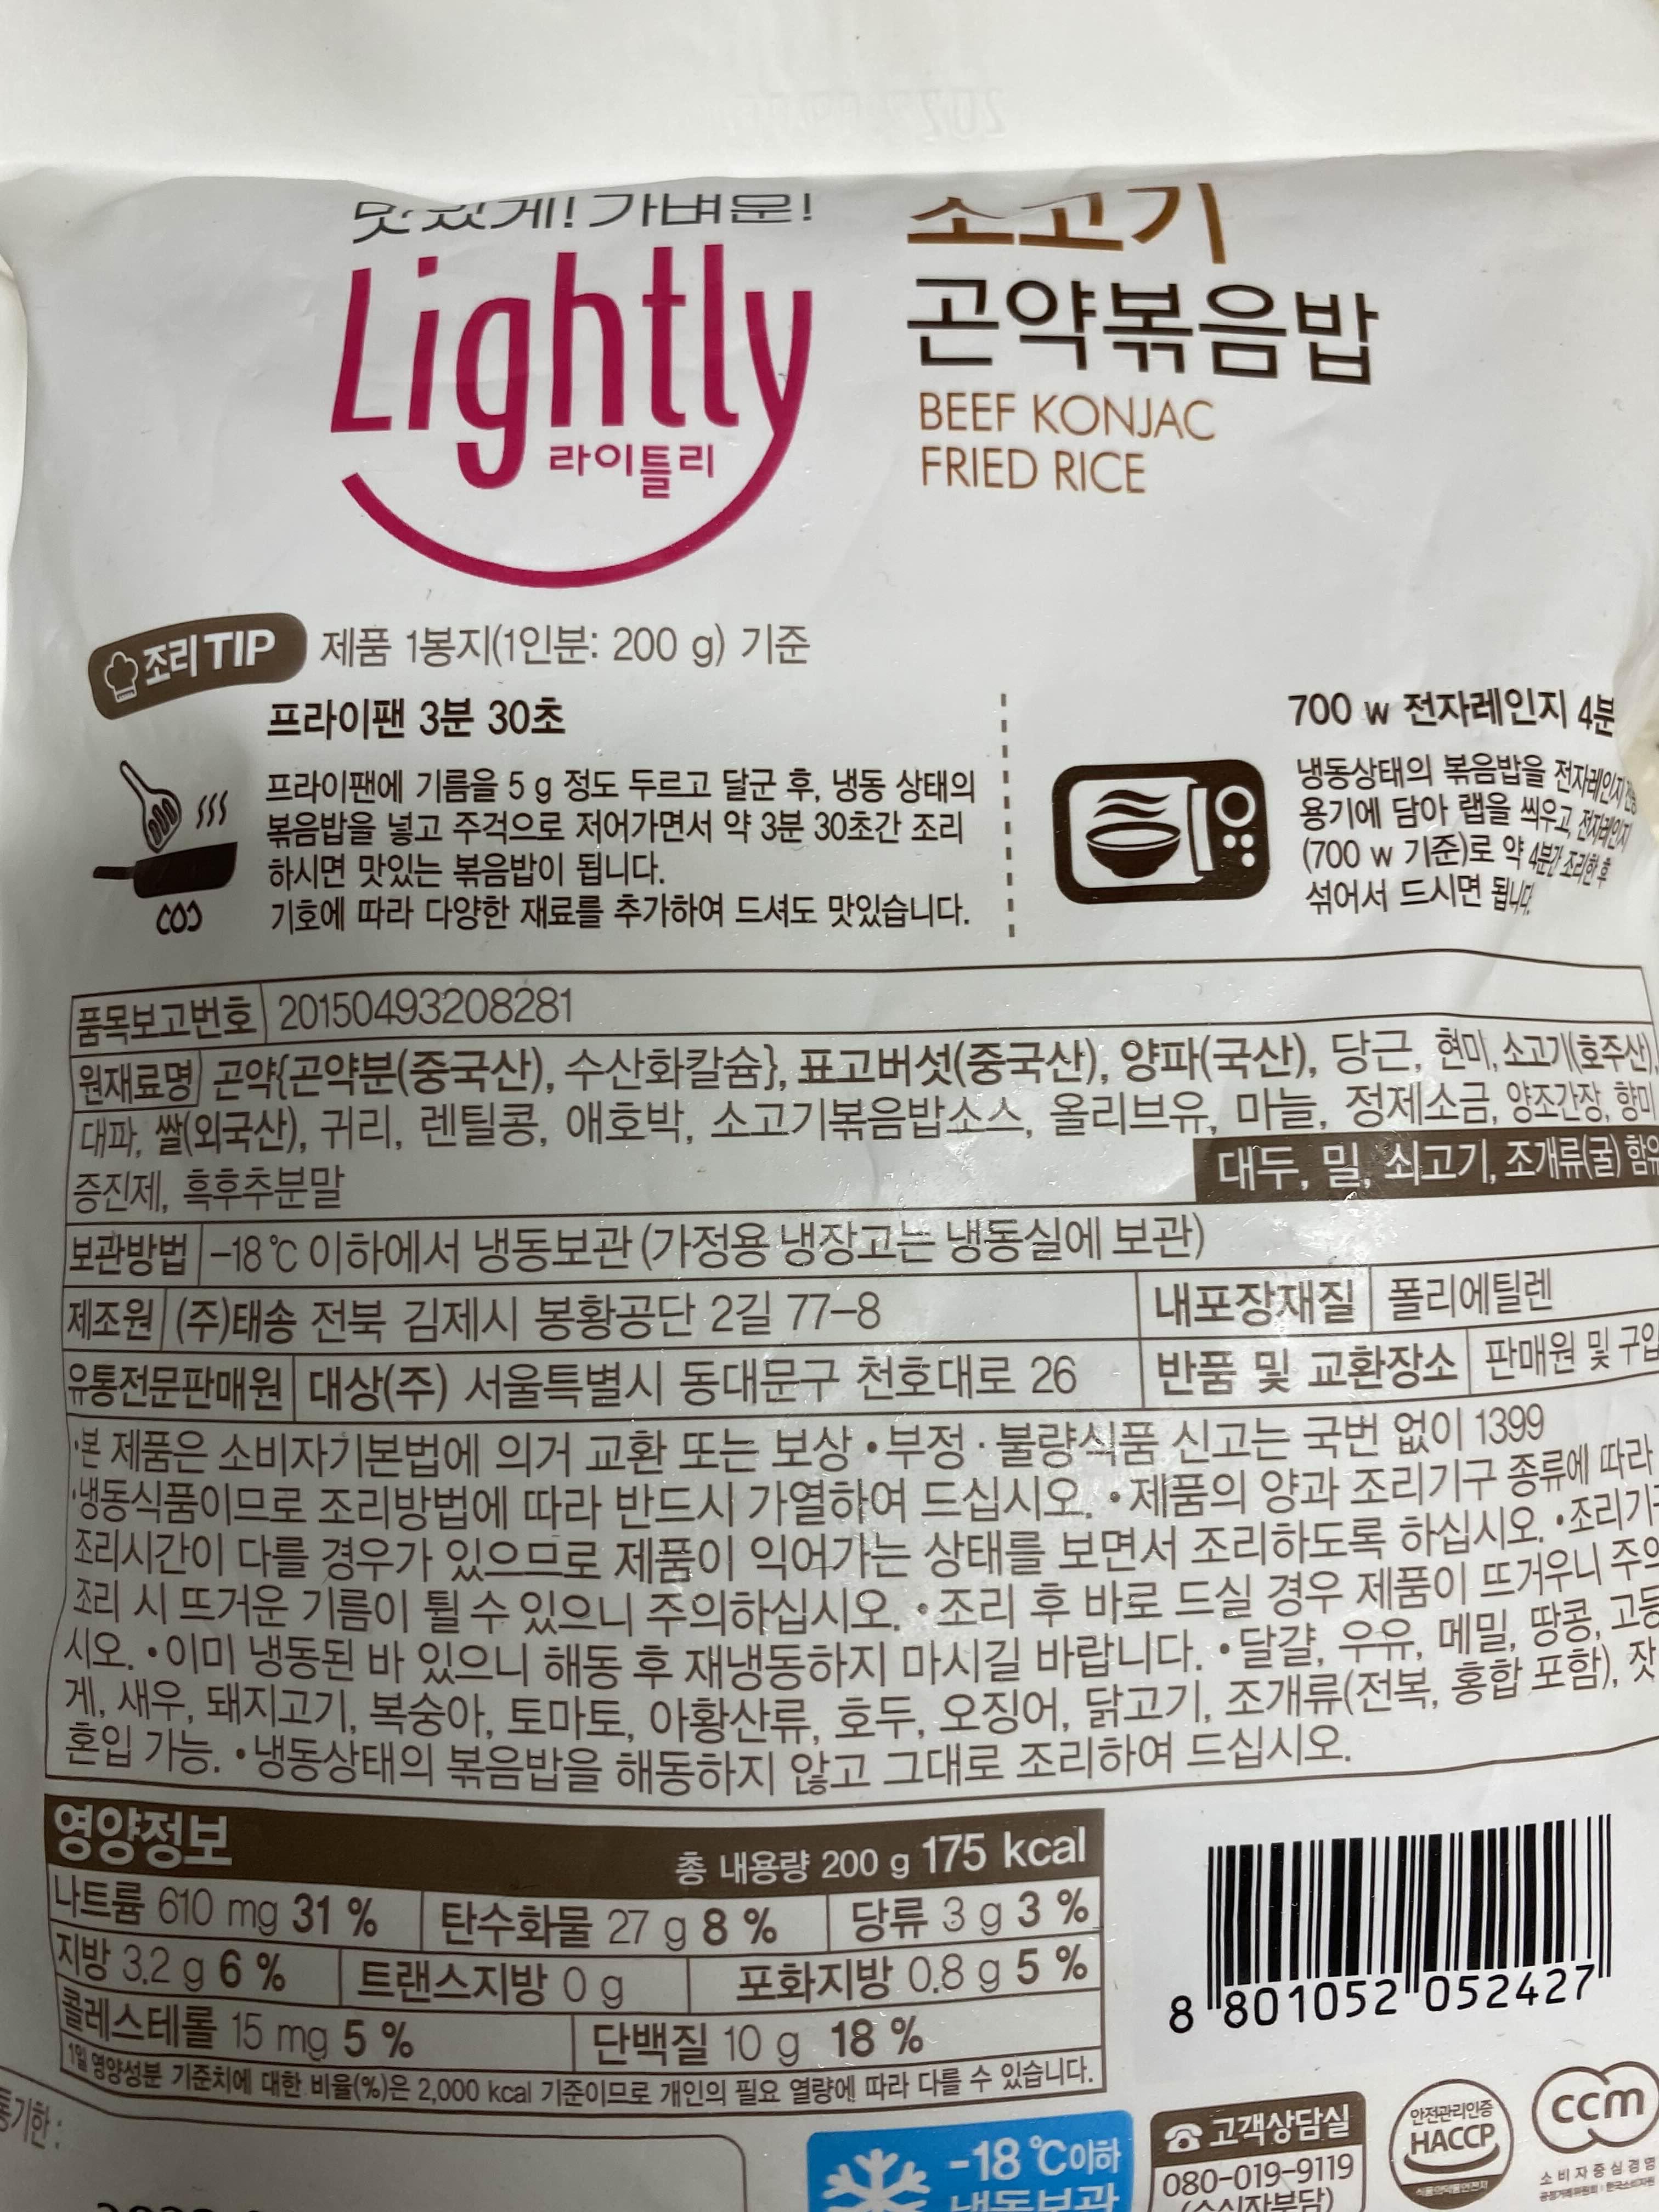 맛있게! 가벼운!
Lightly
라이틀리
소고기
곤약볶음밥
BEEF KONJAC
FRIED RICE
조리 TIP 제품 1봉지(1인분: 200 g) 기준
프라이팬 3분 30초
프라이팬에 기름을 5 g 정도 두르고 달군 후, 냉동 상태의
볶음밥을 넣고 주걱으로 저어가면서 약 3분 30초간 조리
하시면 맛있는 볶음밥이 됩니다.
기호에 따라 다양한 재료를 추가하여 드셔도 맛있습니다.
700 w 전자레인지 4분
냉동상태의 볶음밥을 전자레인지 전용
용기에 담아 랩을 씌우고, 전자레인지
(700 w 기준)로 약 4분간 조리한 후
섞어서 드시면 됩니다.
품목보고번호 20150493208281
원재료명 곤약{곤약분(중국산), 수산화칼슘}, 표고버섯(중국산), 양파(국산), 당근, 현미, 소고기(호주산),
대파, 쌀(외국산), 귀리, 렌틸콩, 애호박, 소고기볶음밥소스, 올리브유, 마늘, 정제소금, 양조간장, 향미
증진제, 흑후추분말
대두, 밀, 쇠고기, 조개류(굴) 함유
보관방법 -18℃ 이하에서 냉동보관 (가정용 냉장고는 냉동실에 보관)
제조원 (주)태송 전북 김제시 봉황공단 2길 77-8 내포장재질 폴리에틸렌
유통전문판매원 대상(주) 서울특별시 동대문구 천호대로 26 반품 및 교환장소 판매원 및 구입
•본 제품은 소비자기본법에 의거 교환 또는 보상 •부정·불량식품 신고는 국번 없이 1399
•냉동식품이므로 조리방법에 따라 반드시 가열하여 드십시오. •제품의 양과 조리기구 종류에 따라
조리시간이 다를 경우가 있으므로 제품이 익어가는 상태를 보면서 조리하도록 하십시오. •조리기
조리 시 뜨거운 기름이 튈 수 있으니 주의하십시오. •조리 후 바로 드실 경우 제품이 뜨거우니 주의
시오. •이미 냉동된 바 있으니 해동 후 재냉동하지 마시길 바랍니다. •달걀, 우유, 메밀, 땅콩, 고등
게, 새우, 돼지고기, 복숭아, 토마토, 아황산류, 호두, 오징어, 닭고기, 조개류(전복, 홍합 포함), 잣
혼입 가능. •냉동상태의 볶음밥을 해동하지 않고 그대로 조리하여 드십시오.
영양정보 총 내용량 200 g 175 kcal
나트륨 610 mg 31 % 탄수화물 27 g 8 % 당류 3 g 3 %
지방 3.2 g 6 % 트랜스지방 0 g 포화지방 0.8 g 5 %
콜레스테롤 15 mg 5 % 단백질 10 g 18 %
1일 영양성분 기준치에 대한 비율(%)은 2,000 kcal 기준이므로 개인의 필요 열량에 따라 다를 수 있습니다.
8 801052 052427
통기한 :
-18 ℃이하
냉동보관
고객상담실
080-019-9119
(수신자부담)
안전관리인증
HACCP
식품의약품안전처
ccm
소비자중심경영